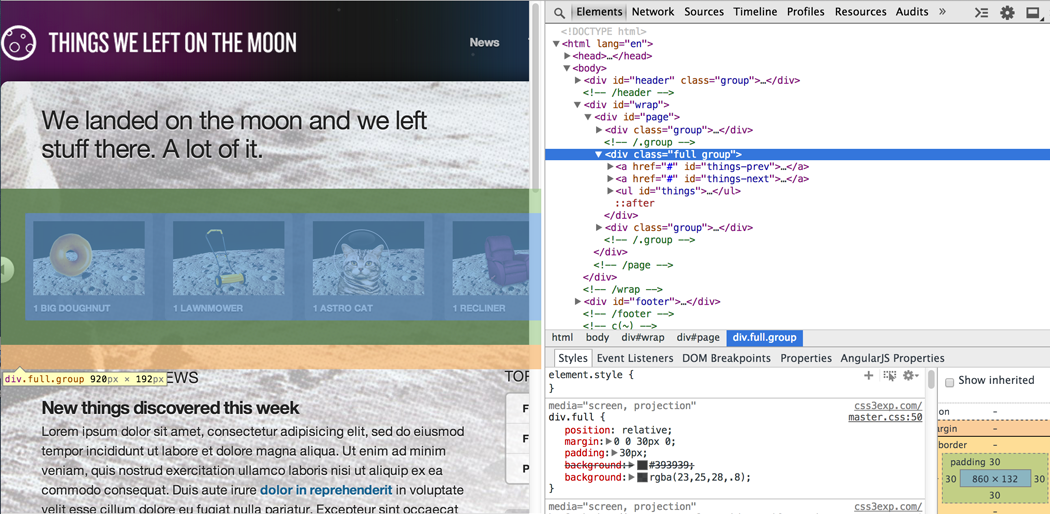 THINGS WE LEFT ON THE MOON
News
We landed on the moon and we left
stuff there. A lot of it.
1 BIG DOUGHNUT
1 LAWNMOWER
1 ASTRO CAT
1 RECLINER
div.full.group 920px × 192px
EWS
TOP
New things discovered this week
F
Lorem ipsum dolor sit amet, consectetur adipisicing elit, sed do eiusmod
tempor incididunt ut labore et dolore magna aliqua. Ut enim ad minim
F
veniam, quis nostrud exercitation ullamco laboris nisi ut aliquip ex ea
P
commodo consequat. Duis aute irure dolor in reprehenderit in voluptate
velit esse cillum dolore eu fugiat nulla pariatur. Excepteur sint occaecat
Elements Network Sources Timeline Profiles Resources Audits »
<!DOCTYPE html>
▼<html lang="en">
▶<head>…</head>
▼<body>
▶<div id="header" class="group">…</div>
<!-- /header -->
▼<div id="wrap">
▼<div id="page">
▶<div class="group">…</div>
<!-- /.group -->
▼<div class="full group">
▶<a href="#" id="things-prev">…</a>
▶<a href="#" id="things-next">…</a>
▶<ul id="things">…</ul>
::after
</div>
▶<div class="group">…</div>
<!-- /.group -->
</div>
<!-- /page -->
</div>
<!-- /wrap -->
▶<div id="footer">…</div>
<!-- /footer -->
<!-- c(~) -->
html body div#wrap div#page div.full.group
Styles Event Listeners DOM Breakpoints Properties AngularJS Properties
element.style {
}
media="screen, projection" css3exp.com/
div.full { master.css:50
position: relative;
margin:▶0 0 30px 0;
padding:▶30px;
background:▶#393939;
background:▶rgba(23,25,28,.8);
}
media="screen, projection" css3exp.com/
Show inherited
on –
argin –
border –
padding 30
30 860 × 132 30
30